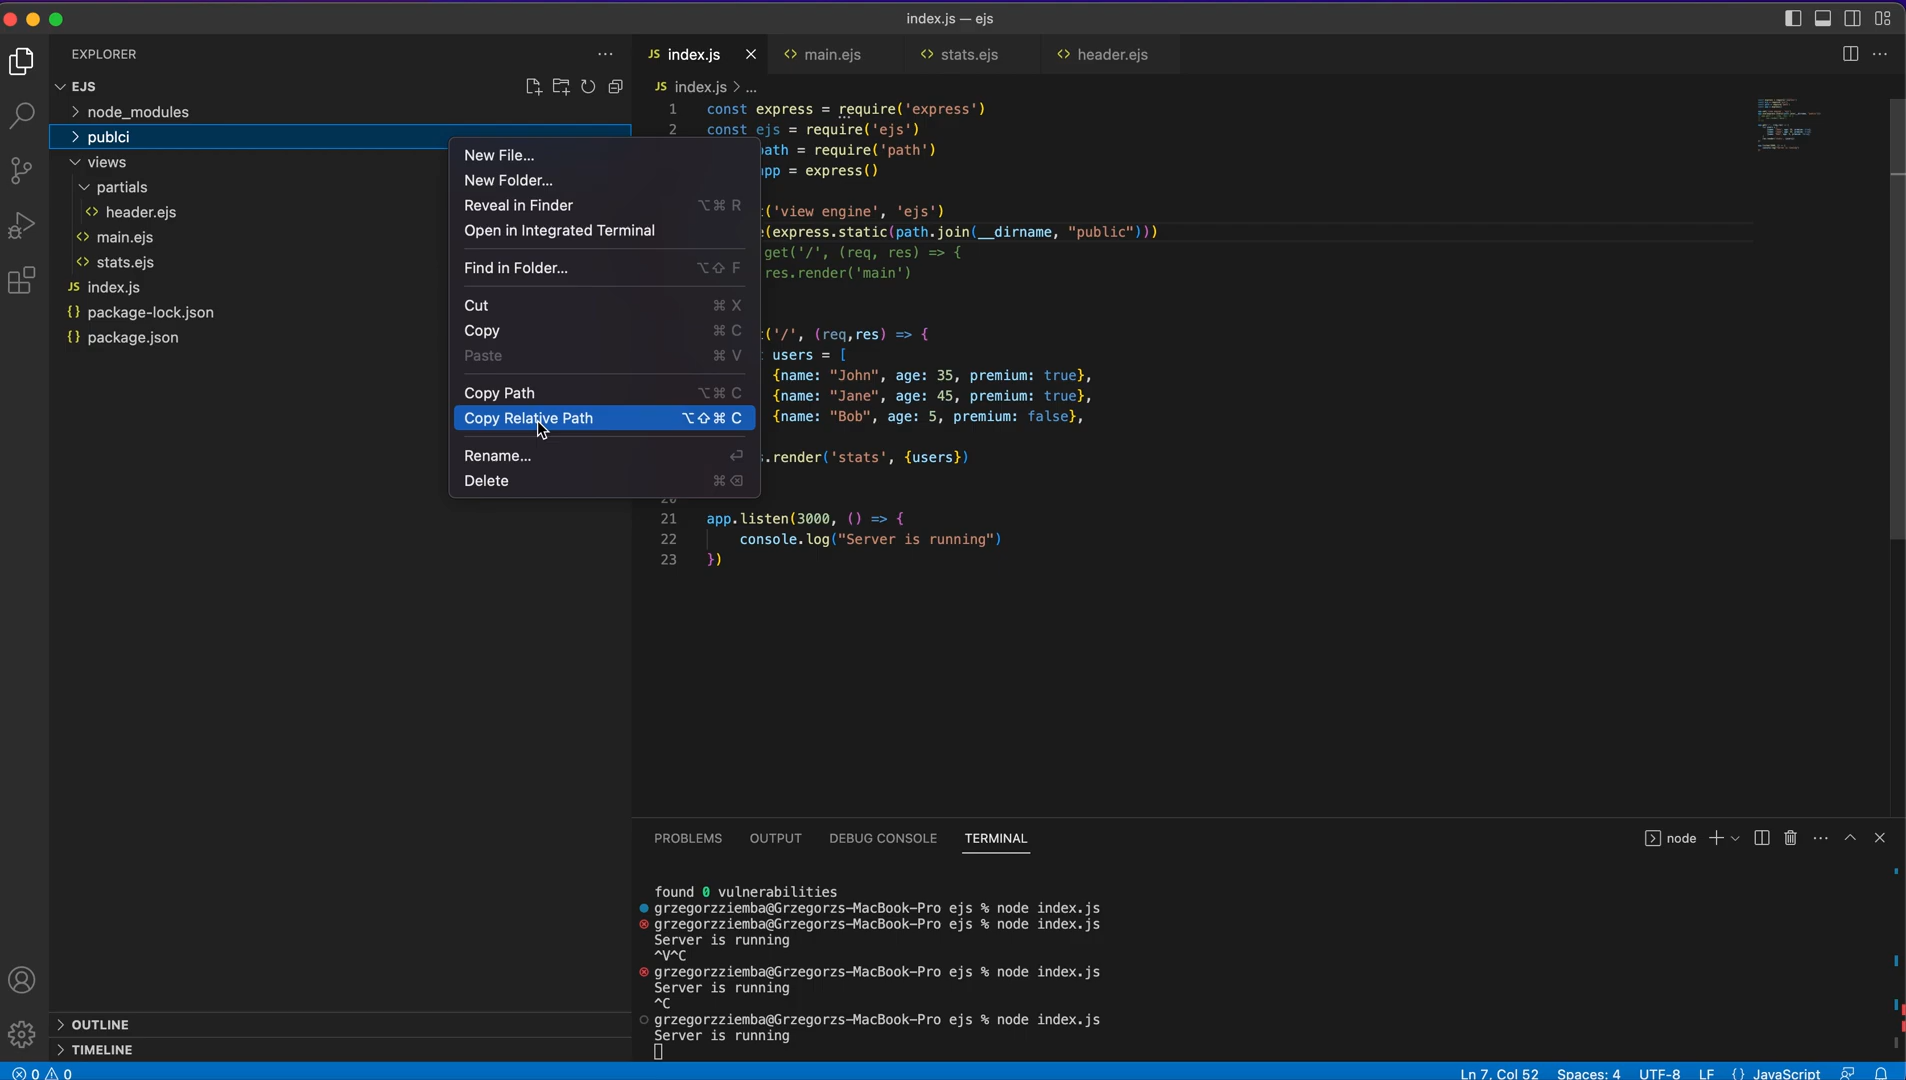 index.js — ejs
EXPLORER
EJS
node_modules
publci
views
partials
header.ejs
main.ejs
stats.ejs
JS index.js
{} package-lock.json
{} package.json
OUTLINE
TIMELINE
New File...
New Folder...
Reveal in Finder ⌥⌘ R
Open in Integrated Terminal
Find in Folder... ⌥⇧ F
Cut ⌘ X
Copy ⌘ C
Paste ⌘ V
Copy Path ⌥⌘ C
Copy Relative Path ⌥⇧⌘ C
Rename... ⏎
Delete ⌘ ⌫
JS index.js <> main.ejs <> stats.ejs <> header.ejs
JS index.js > ...
1 const express = require('express')
2 const ejs = require('ejs')
ath = require('path')
pp = express()
('view engine', 'ejs')
(express.static(path.join(__dirname, "public")))
get('/', (req, res) => {
res.render('main')
('/', (req,res) => {
users = [
{name: "John", age: 35, premium: true},
{name: "Jane", age: 45, premium: true},
{name: "Bob", age: 5, premium: false},
.render('stats', {users})
20
21 app.listen(3000, () => {
22 console.log("Server is running")
23 })
PROBLEMS OUTPUT DEBUG CONSOLE TERMINAL node
found 0 vulnerabilities
grzegorzziemba@Grzegorzs-MacBook-Pro ejs % node index.js
grzegorzziemba@Grzegorzs-MacBook-Pro ejs % node index.js
Server is running
^V^C
grzegorzziemba@Grzegorzs-MacBook-Pro ejs % node index.js
Server is running
^C
grzegorzziemba@Grzegorzs-MacBook-Pro ejs % node index.js
Server is running
0 0 Ln 7, Col 52 Spaces: 4 UTF-8 LF {} JavaScript